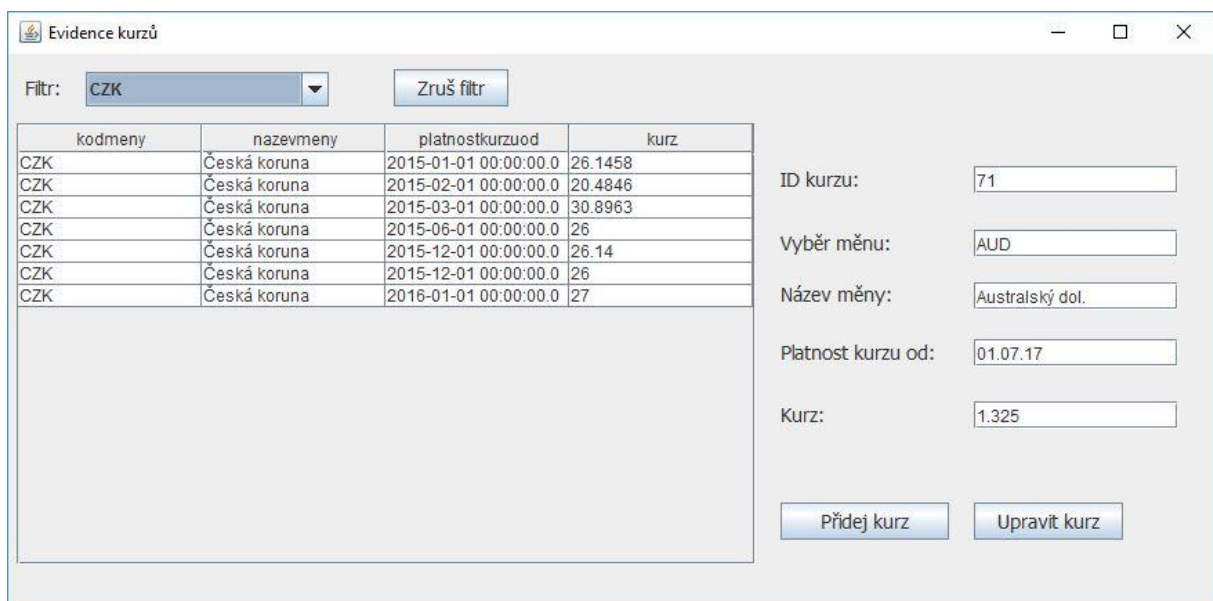 Evidence kurzů
Filtr: CZK Zruš filtr
kodmeny nazevmeny platnostkurzuod kurz
CZK Česká koruna 2015-01-01 00:00:00.0 26.1458
CZK Česká koruna 2015-02-01 00:00:00.0 20.4846
CZK Česká koruna 2015-03-01 00:00:00.0 30.8963
CZK Česká koruna 2015-06-01 00:00:00.0 26
CZK Česká koruna 2015-12-01 00:00:00.0 26.14
CZK Česká koruna 2015-12-01 00:00:00.0 26
CZK Česká koruna 2016-01-01 00:00:00.0 27
ID kurzu: 71
Vyběr měnu: AUD
Název měny: Australský dol.
Platnost kurzu od: 01.07.17
Kurz: 1.325
Přidej kurz Upravit kurz